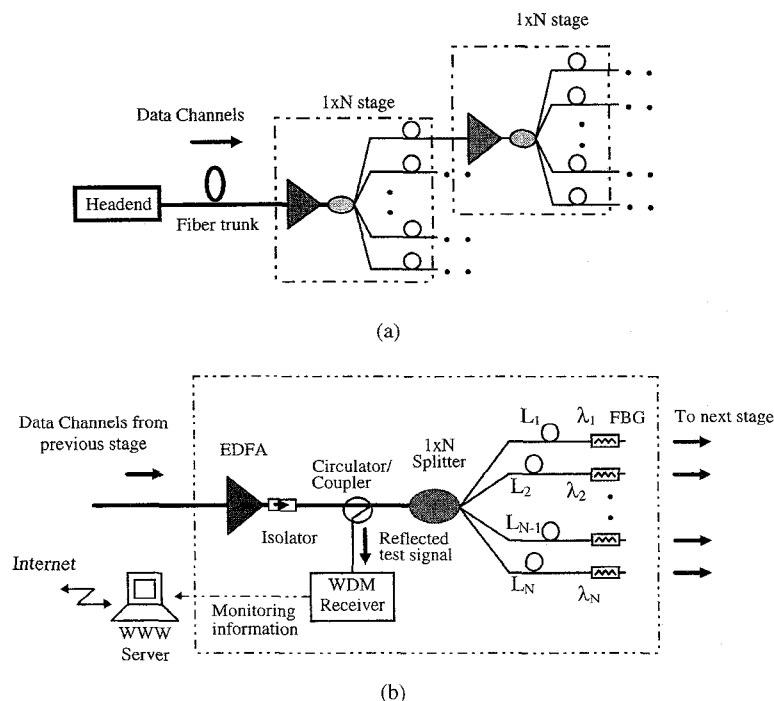 1xN stage
1xN stage
Data Channels
Headend
Fiber trunk
(a)
Data Channels from
previous stage
EDFA
Isolator
Circulator/
Coupler
1xN
Splitter
L1
λ1
FBG
To next stage
L2
λ2
LN-1
LN
λN
Reflected
test signal
WDM
Receiver
Monitoring
information
Internet
WWW
Server
(b)